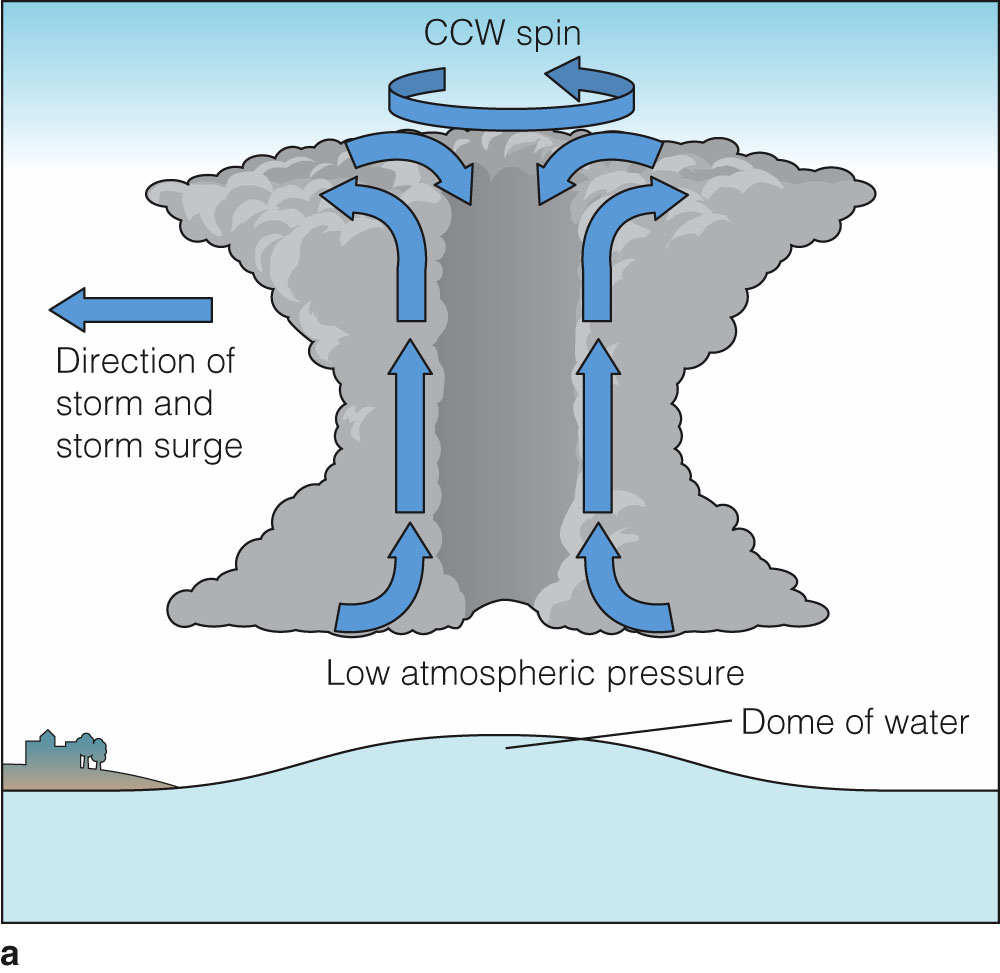 CCW spin
Direction of
storm and
storm surge
Low atmospheric pressure
Dome of water
a